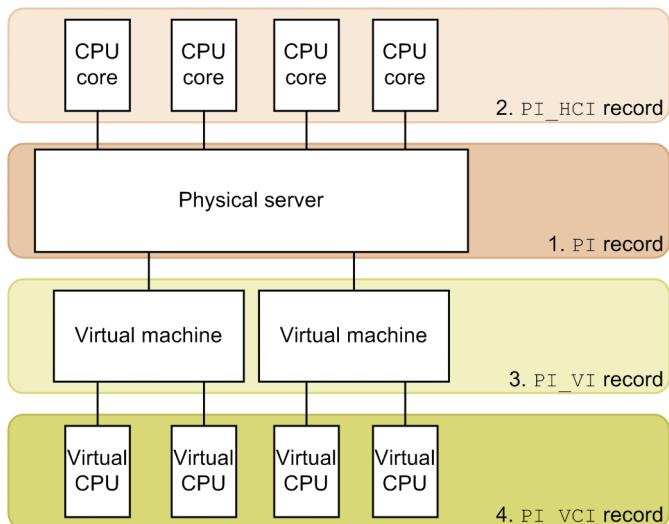 CPU
core
CPU
core
CPU
core
CPU
core
2. PI_HCI record
Physical server
1. PI record
Virtual machine
Virtual machine
3. PI_VI record
Virtual
CPU
Virtual
CPU
Virtual
CPU
Virtual
CPU
4. PI_VCI record